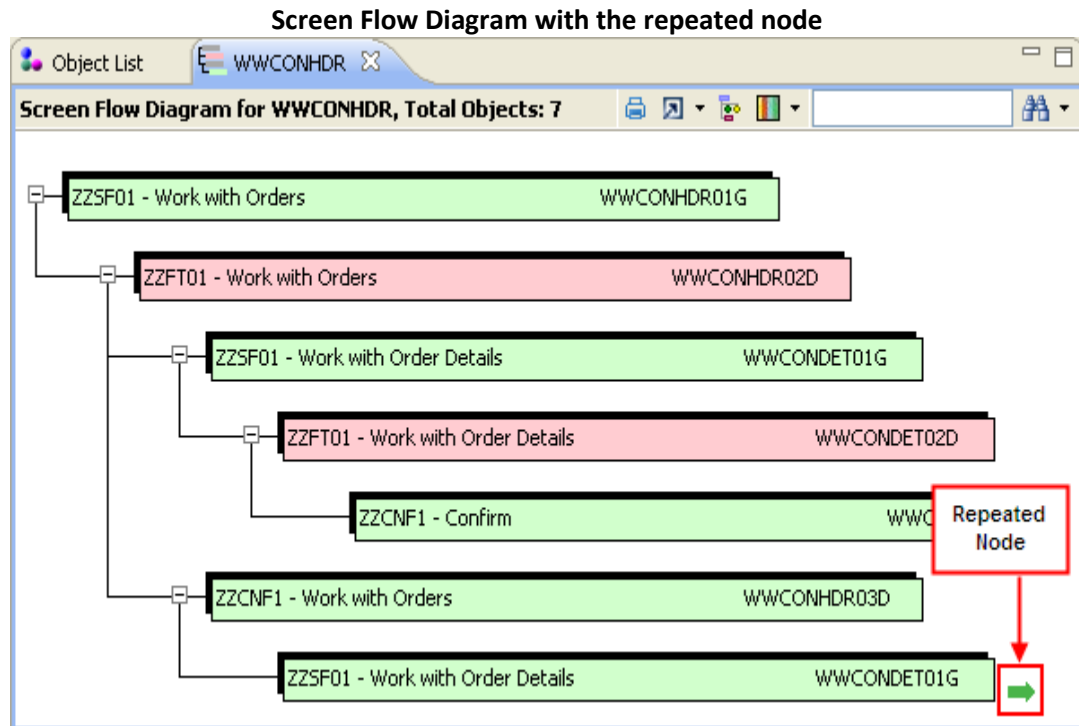 Screen Flow Diagram with the repeated node
Object List WWCONHDR
Screen Flow Diagram for WWCONHDR, Total Objects: 7
ZZSF01 - Work with Orders WWCONHDR01G
ZZFT01 - Work with Orders WWCONHDR02D
ZZSF01 - Work with Order Details WWCONDET01G
ZZFT01 - Work with Order Details WWCONDET02D
ZZCNF1 - Confirm
Repeated
Node
ZZCNF1 - Work with Orders WWCONHDR03D
ZZSF01 - Work with Order Details WWCONDET01G